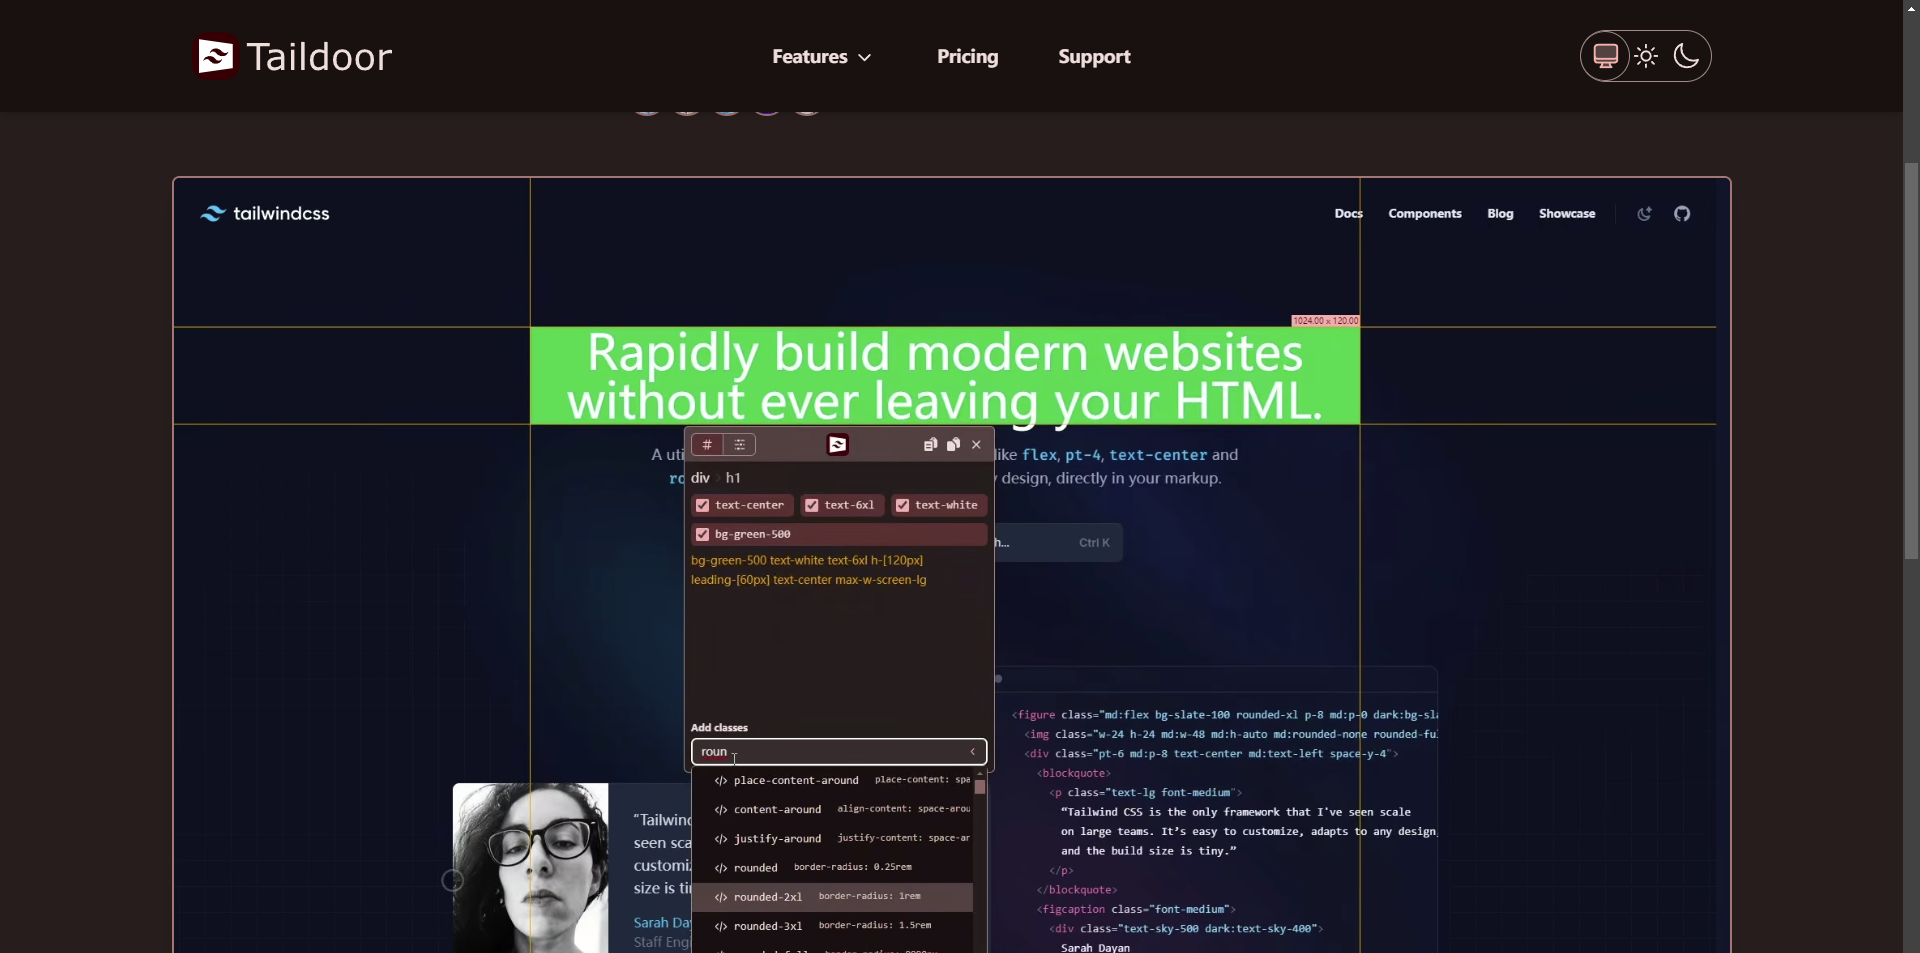 Taildoor
Features
Pricing
Support
tailwindcss
Docs
Components
Blog
Showcase
1024.00 x 120.00
Rapidly build modern websites
without ever leaving your HTML.
A uti
like flex, pt-4, text-center and
ro
design, directly in your markup.
div
h1
text-center
text-6xl
text-white
bg-green-500
bg-green-500 text-white text-6xl h-[120px]
leading-[60px] text-center max-w-screen-lg
h...
Ctrl K
Add classes
roun
</> place-content-around place-content: spa
</> content-around align-content: space-arou
</> justify-around justify-content: space-ar
</> rounded border-radius: 0.25rem
</> rounded-2xl border-radius: 1rem
</> rounded-3xl border-radius: 1.5rem
<figure class="md:flex bg-slate-100 rounded-xl p-8 md:p-0 dark:bg-sla
<img class="w-24 h-24 md:w-48 md:h-auto md:rounded-none rounded-fu
<div class="pt-6 md:p-8 text-center md:text-left space-y-4">
<blockquote>
<p class="text-lg font-medium">
“Tailwind CSS is the only framework that I've seen scale
on large teams. It’s easy to customize, adapts to any design,
and the build size is tiny.”
</p>
</blockquote>
<figcaption class="font-medium">
<div class="text-sky-500 dark:text-sky-400">
Sarah Dayan
“Tailwind
seen sca
customiz
size is ti
Sarah Day
Staff Engi